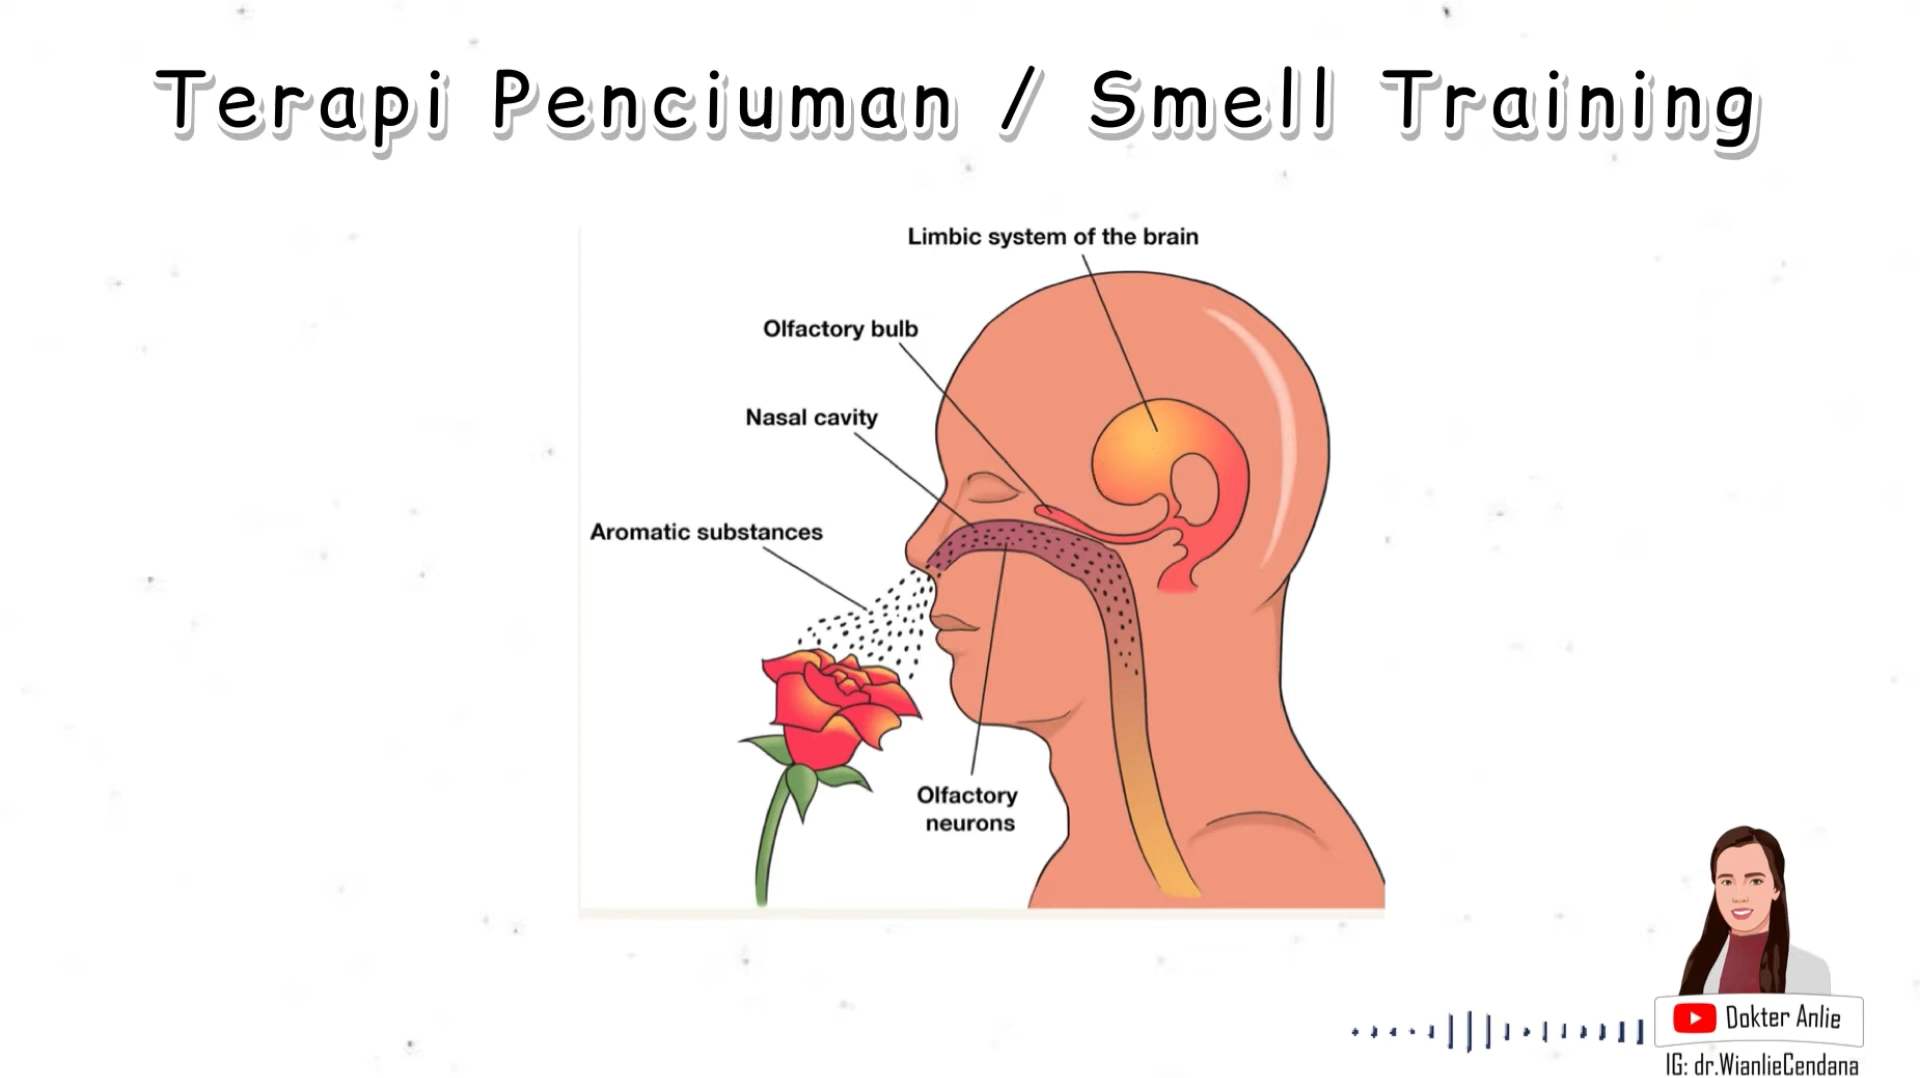 Terapi Penciuman / Smell Training
Limbic system of the brain
Olfactory bulb
Nasal cavity
Aromatic substances
Olfactory
neurons
Dokter Anlie
IG: dr.WianlieCendana